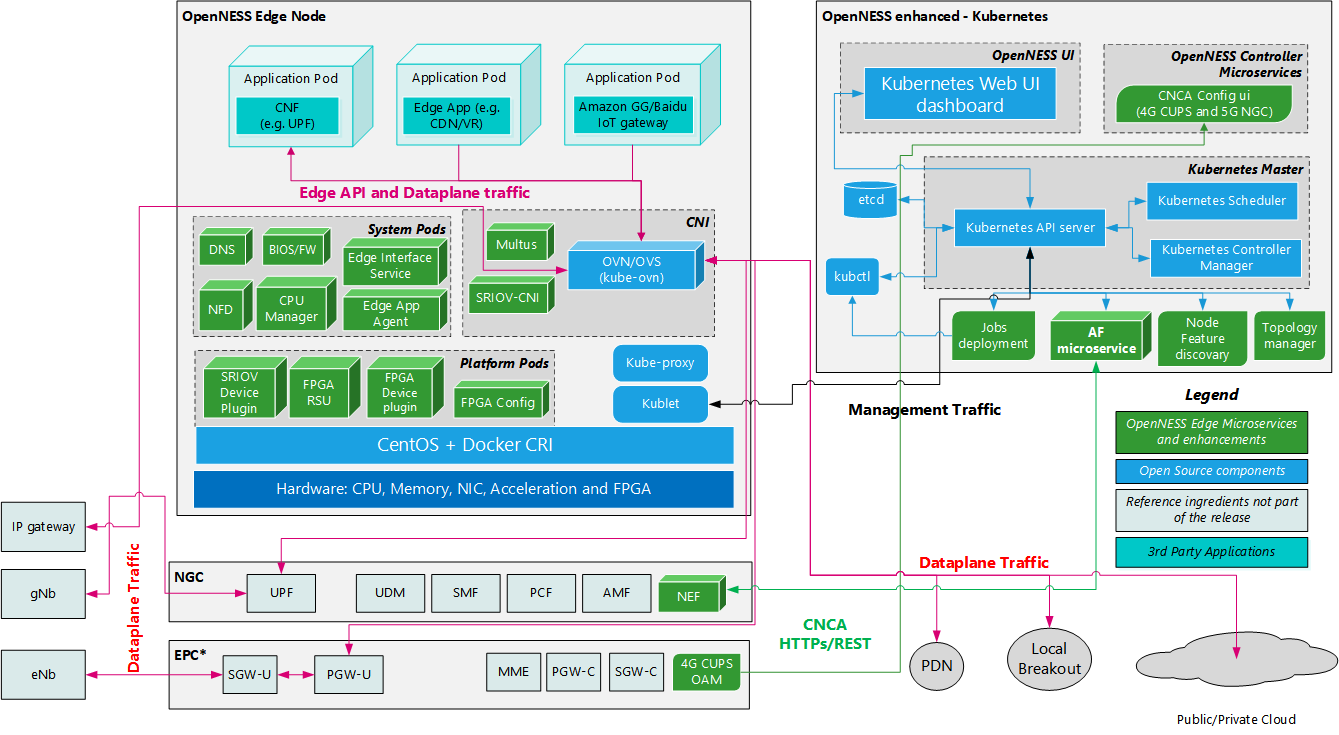 OpenNESS Edge Node
Application Pod
CNF
(e.g. UPF)
Application Pod
Edge App (e.g.
CDN/VR)
Application Pod
Amazon GG/Baidu
IoT gateway
Edge API and Dataplane traffic
System Pods
DNS
BIOS/FW
Edge Interface
Service
NFD
CPU
Manager
Edge App
Agent
CNI
Multus
SRIOV-CNI
OVN/OVS
(kube-ovn)
Platform Pods
SRIOV
Device
Plugin
FPGA
RSU
FPGA
Device
plugin
FPGA Config
Kube-proxy
Kublet
CentOS + Docker CRI
Hardware: CPU, Memory, NIC, Acceleration and FPGA
OpenNESS enhanced - Kubernetes
OpenNESS UI
Kubernetes Web UI
dashboard
OpenNESS Controller
Microservices
CNCA Config ui
(4G CUPS and 5G NGC)
Kubernetes Master
etcd
Kubernetes API server
Kubernetes Scheduler
Kubernetes Controller
Manager
kubctl
Jobs
deployment
AF
microservice
Node
Feature
discovary
Topology
manager
Management Traffic
Legend
OpenNESS Edge Microservices
and enhancements
Open Source components
Reference ingredients not part
of the release
3rd Party Applications
IP gateway
gNb
eNb
Dataplane Traffic
NGC
UPF
UDM
SMF
PCF
AMF
NEF
EPC*
SGW-U
PGW-U
MME
PGW-C
SGW-C
4G CUPS
OAM
CNCA
HTTPs/REST
Dataplane Traffic
PDN
Local
Breakout
Public/Private Cloud